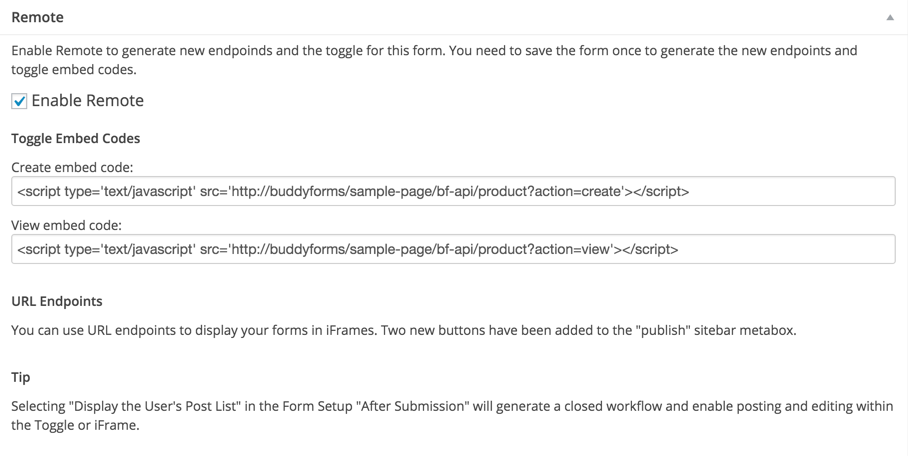 Remote
Enable Remote to generate new endpoinds and the toggle for this form. You need to save the form once to generate the new endpoints and
toggle embed codes.
Enable Remote
Toggle Embed Codes
Create embed code:
<script type='text/javascript' src='http://buddyforms/sample-page/bf-api/product?action=create'></script>
View embed code:
<script type='text/javascript' src='http://buddyforms/sample-page/bf-api/product?action=view'></script>
URL Endpoints
You can use URL endpoints to display your forms in iFrames. Two new buttons have been added to the "publish" sitebar metabox.
Tip
Selecting "Display the User's Post List" in the Form Setup "After Submission" will generate a closed workflow and enable posting and editing within
the Toggle or iFrame.